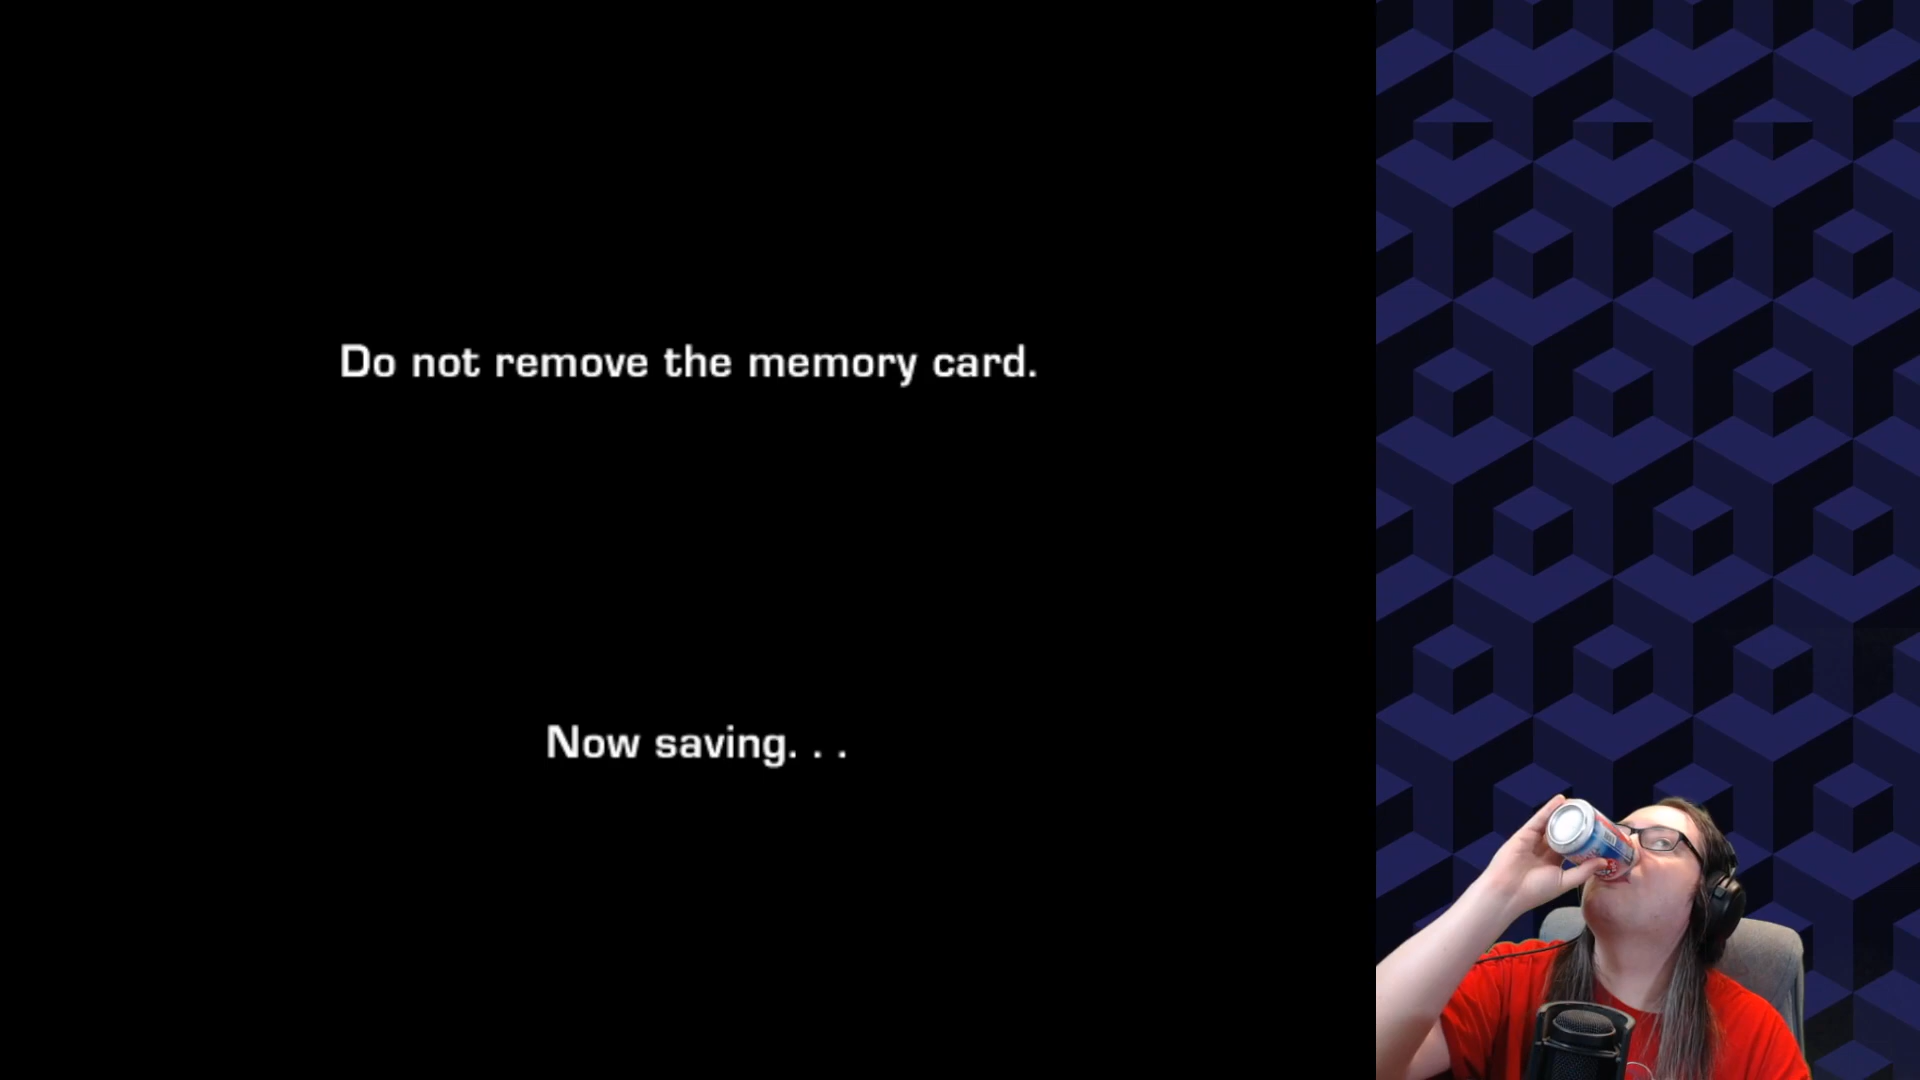 Do not remove the memory card.
Now saving. . .